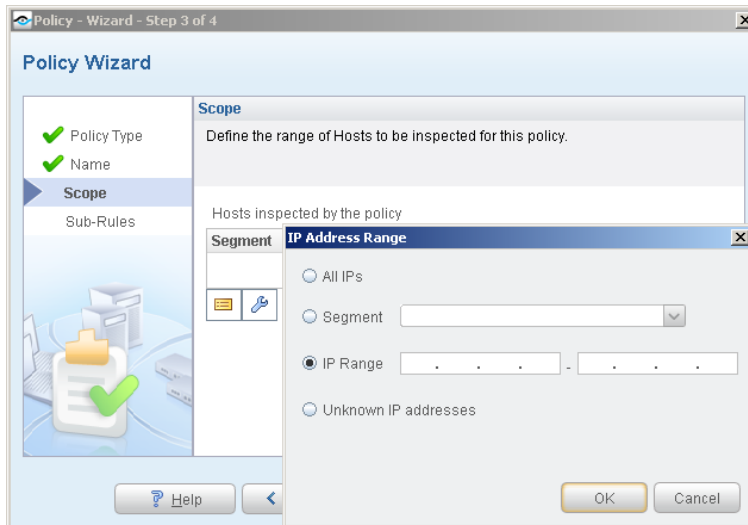 Policy - Wizard - Step 3 of 4
Policy Wizard
Policy Type
Name
Scope
Sub-Rules
Scope
Define the range of Hosts to be inspected for this policy.
Hosts inspected by the policy
Segment
IP Address Range
All IPs
Segment
IP Range . . . - . . .
Unknown IP addresses
Help
OK
Cancel